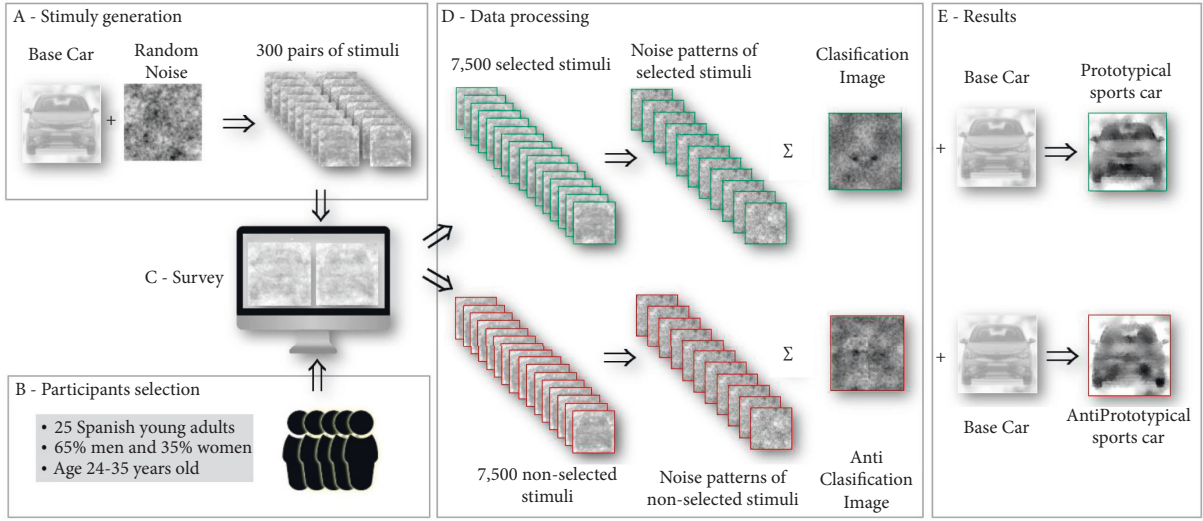 A - Stimuly generation
Base Car
Random
Noise
300 pairs of stimuli
+
C - Survey
B - Participants selection
• 25 Spanish young adults
• 65% men and 35% women
• Age 24-35 years old
D - Data processing
7,500 selected stimuli
Noise patterns of
selected stimuli
Clasification
Image
Σ
7,500 non-selected
stimuli
Noise patterns of
non-selected stimuli
Σ
Anti
Clasification
Image
E - Results
+
Base Car
Prototypical
sports car
+
Base Car
AntiPrototypical
sports car